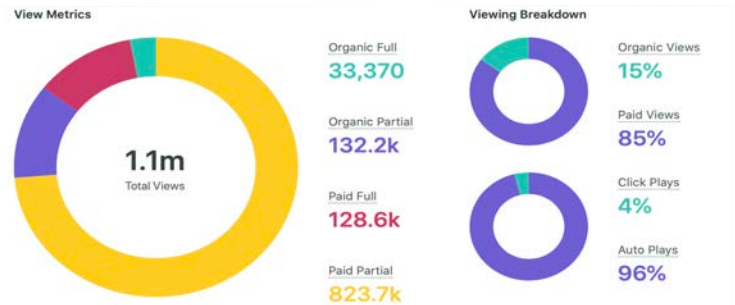 View Metrics
1.1m
Total Views
Organic Full
33,370
Organic Partial
132.2k
Paid Full
128.6k
Paid Partial
823.7k
Viewing Breakdown
Organic Views
15%
Paid Views
85%
Click Plays
4%
Auto Plays
96%